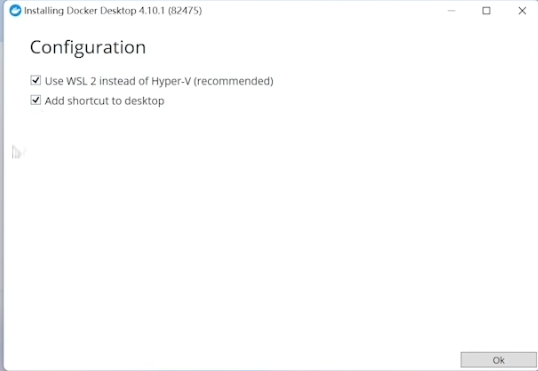 Installing Docker Desktop 4.10.1 (82475)
Configuration
Use WSL 2 instead of Hyper-V (recommended)
Add shortcut to desktop
Ok